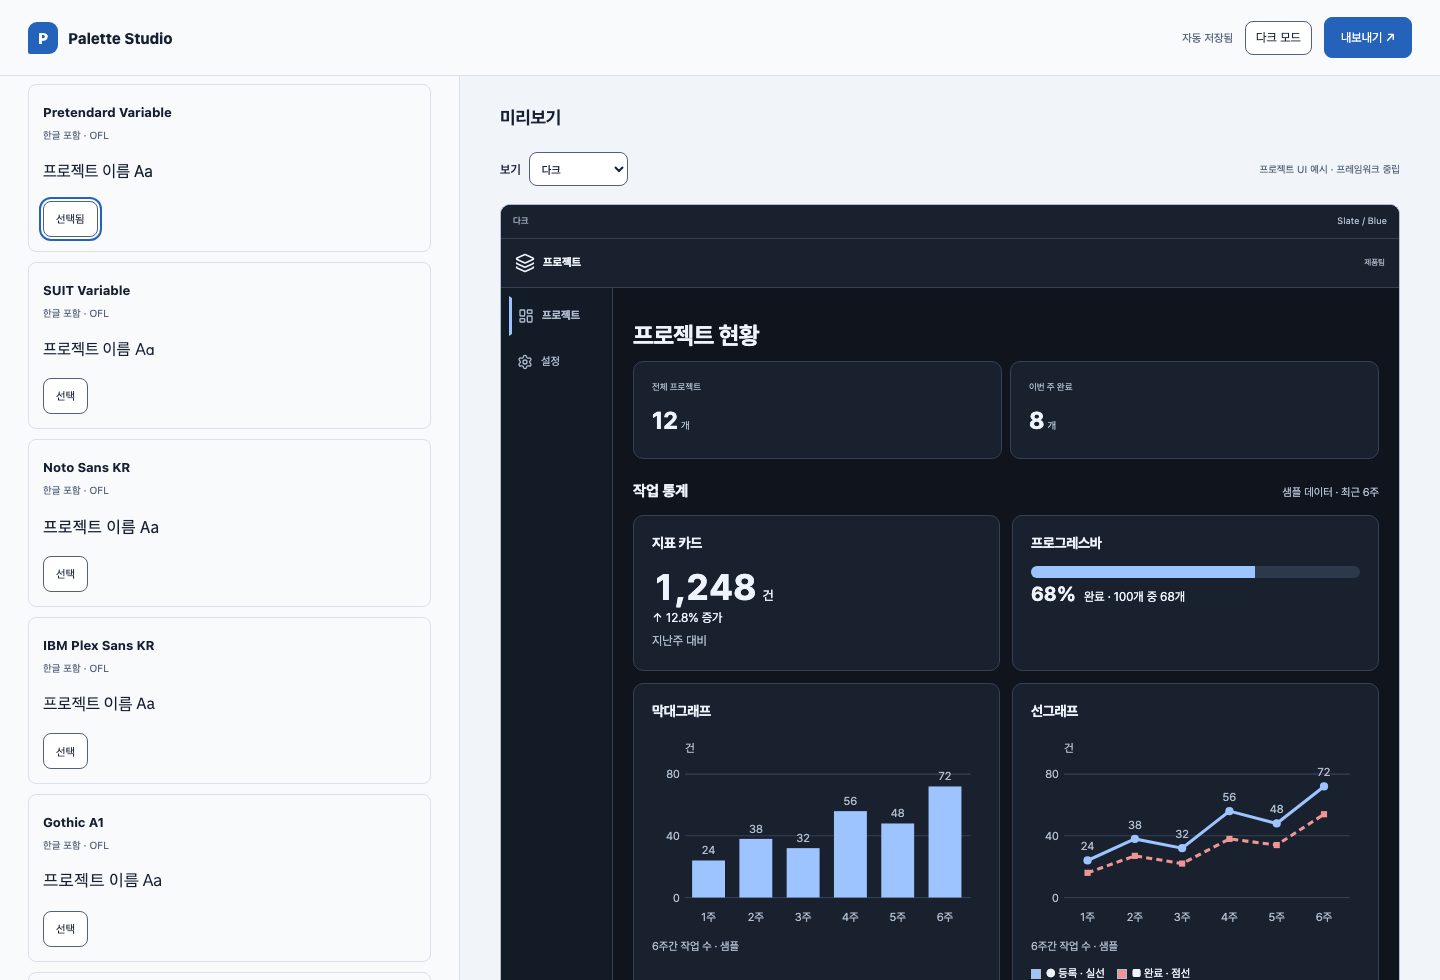 P Palette Studio
자동 저장됨
다크 모드
내보내기 ↗
Pretendard Variable
한글 포함 · OFL
프로젝트 이름 Aa
선택됨
SUIT Variable
한글 포함 · OFL
프로젝트 이름 Aa
선택
Noto Sans KR
한글 포함 · OFL
프로젝트 이름 Aa
선택
IBM Plex Sans KR
한글 포함 · OFL
프로젝트 이름 Aa
선택
Gothic A1
한글 포함 · OFL
프로젝트 이름 Aa
선택
미리보기
보기
다크
프로젝트 UI 예시 · 프레임워크 중립
다크
Slate / Blue
프로젝트
제품팀
프로젝트
설정
프로젝트 현황
전체 프로젝트
12 개
이번 주 완료
8 개
작업 통계
샘플 데이터 · 최근 6주
지표 카드
1,248 건
↑ 12.8% 증가
지난주 대비
프로그레스바
68% 완료 · 100개 중 68개
막대그래프
건
80
40
0
24
38
32
56
48
72
1주
2주
3주
4주
5주
6주
6주간 작업 수 · 샘플
선그래프
건
80
40
0
24
38
32
56
48
72
1주
2주
3주
4주
5주
6주
6주간 작업 수 · 샘플
등록 · 실선
완료 · 점선